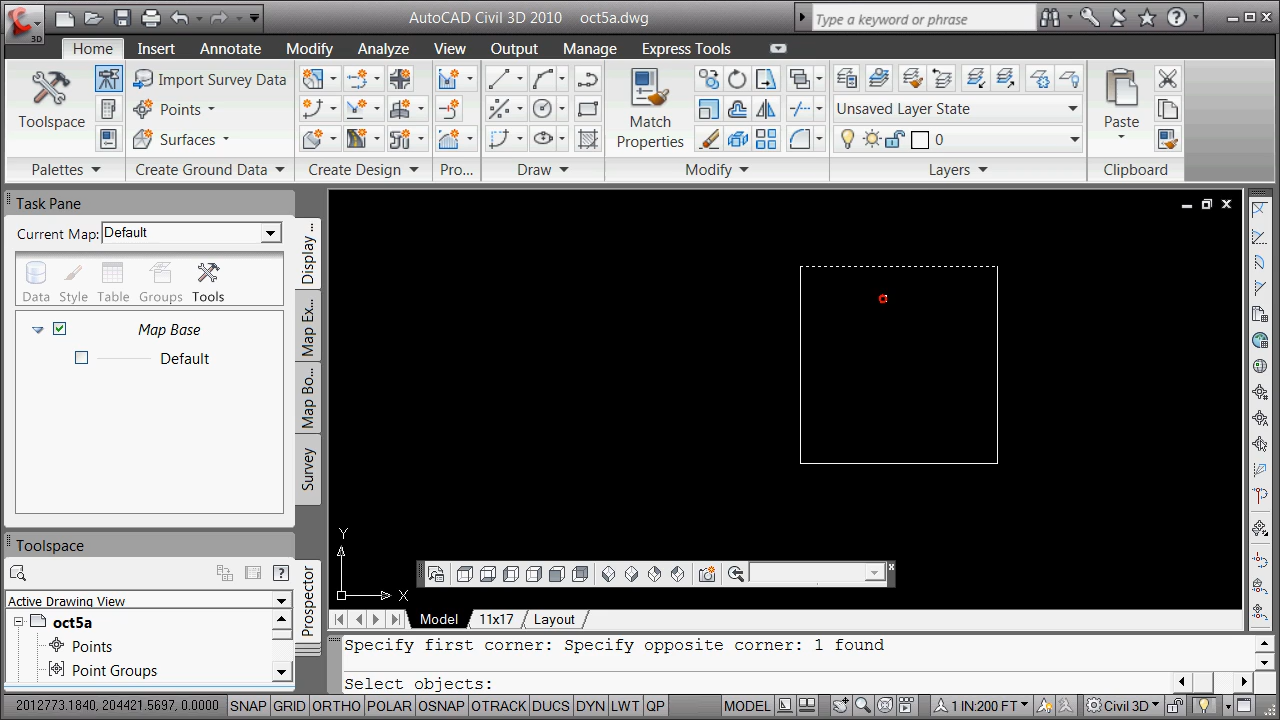 AutoCAD Civil 3D 2010 oct5a.dwg
Type a keyword or phrase
3D
Home Insert Annotate Modify Analyze View Output Manage Express Tools
Toolspace
Import Survey Data
Points
Surfaces
Match
Properties
Unsaved Layer State
0
Paste
Palettes Create Ground Data Create Design Pro... Draw Modify Layers Clipboard
Task Pane
Current Map: Default
Data Style Table Groups Tools
Map Base
Default
Display ...
Map Ex...
Map Bo...
Survey
Toolspace
Active Drawing View
oct5a
Points
Point Groups
Prospector
Y
X
Model 11x17 Layout
Specify first corner: Specify opposite corner: 1 found
Select objects:
2012773.1840, 204421.5697, 0.0000 SNAP GRID ORTHO POLAR OSNAP OTRACK DUCS DYN LWT QP MODEL 1 IN:200 FT Civil 3D